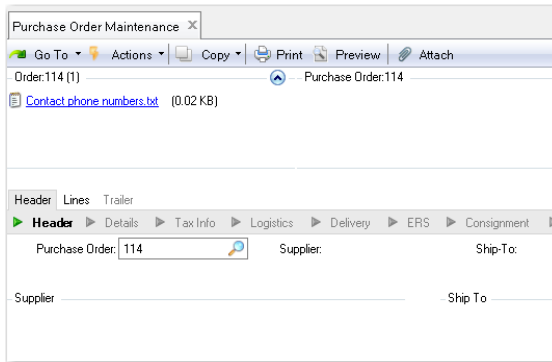 Purchase Order Maintenance
Go To Actions Copy Print Preview Attach
Order:114 (1) Purchase Order:114
Contact phone numbers.txt (0.02 KB)
Header Lines Trailer
Header Details Tax Info Logistics Delivery ERS Consignment
Purchase Order: 114 Supplier: Ship-To:
Supplier Ship To